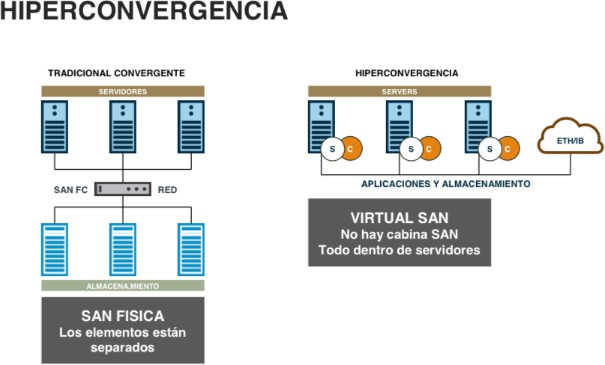 HIPERCONVERGENCIA
TRADICIONAL CONVERGENTE
SERVIDORES
SAN FC
RED
ALMACENA,MIENTO
SAN FISICA
Los elementos están
separados
HIPERCONVERGENCIA
SERVERS
S C
S C
S C
ETH/IB
APLICACIONES Y ALMACENAMIENTO
VIRTUAL SAN
No hay cabina SAN
Todo dentro de servidores